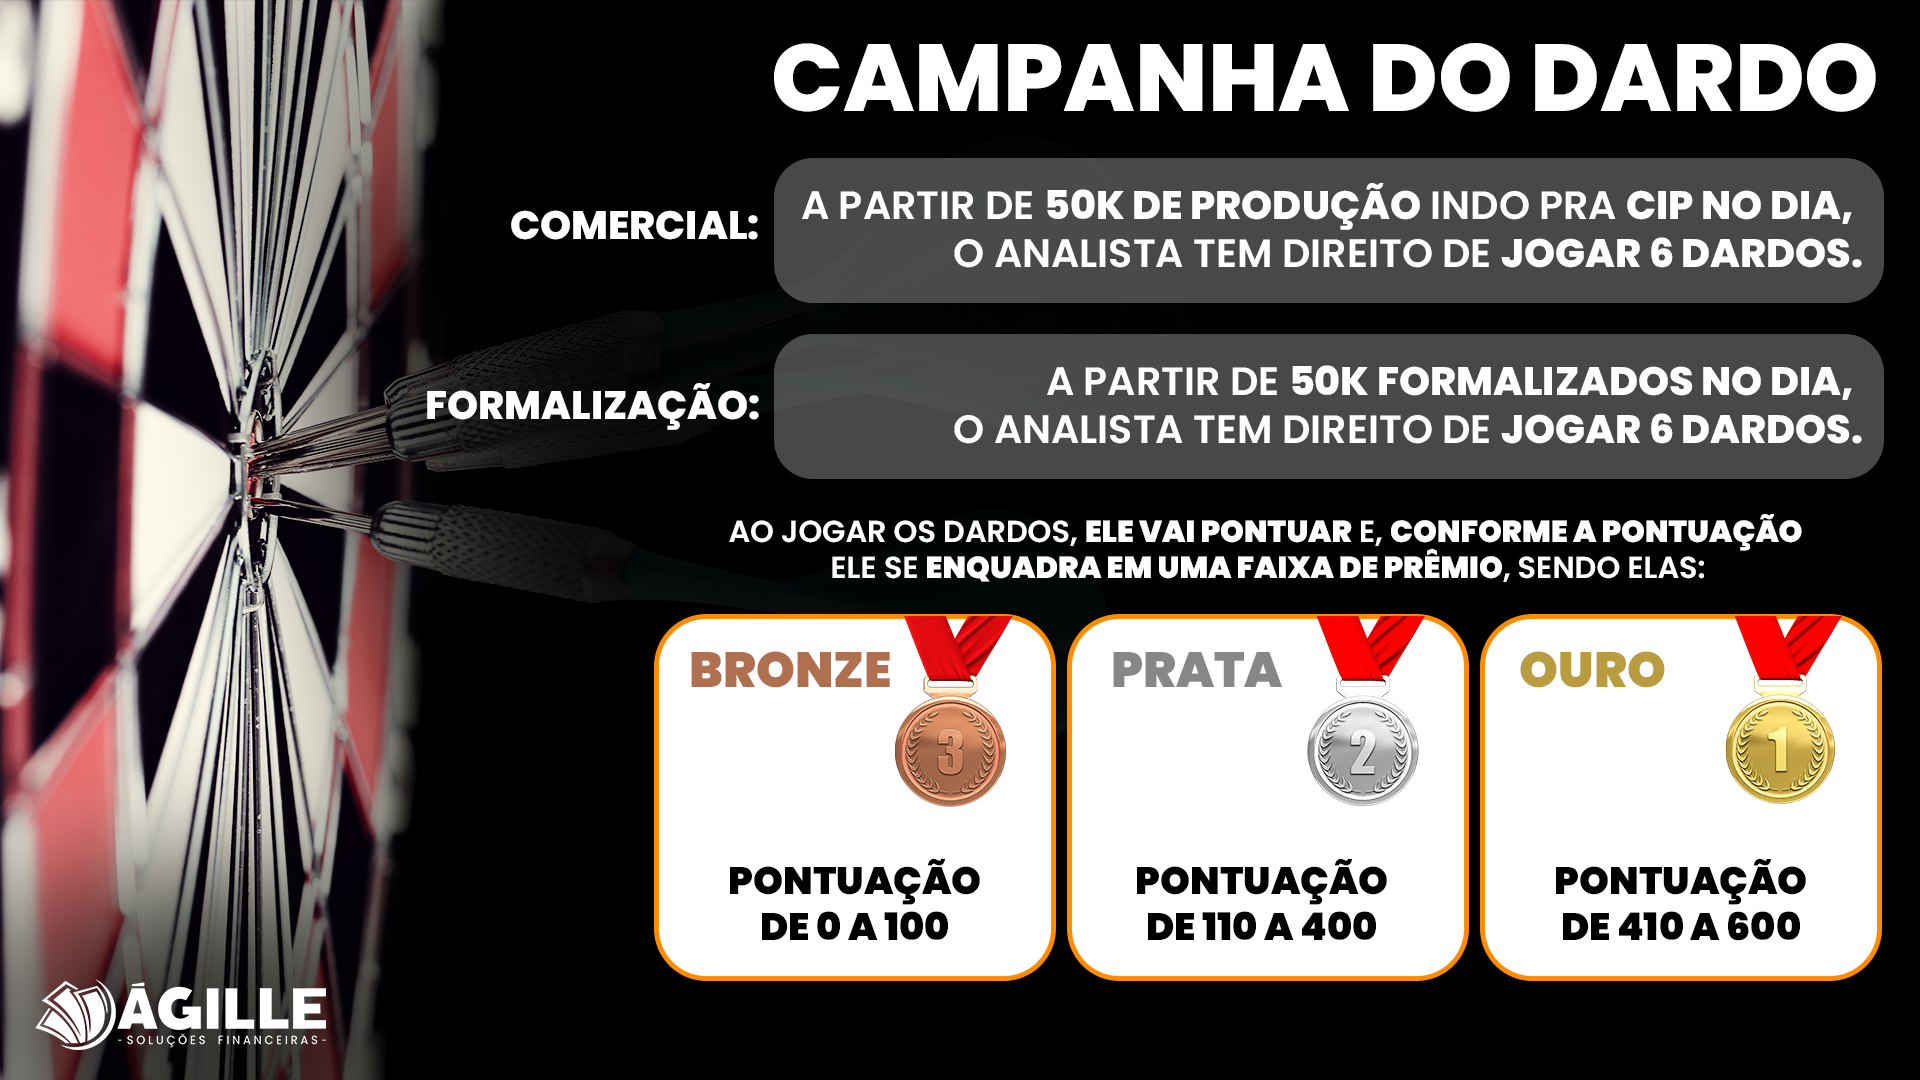 CAMPANHA DO DARDO
COMERCIAL:
A PARTIR DE 50K DE PRODUÇÃO INDO PRA CIP NO DIA,
O ANALISTA TEM DIREITO DE JOGAR 6 DARDOS.
FORMALIZAÇÃO:
A PARTIR DE 50K FORMALIZADOS NO DIA,
O ANALISTA TEM DIREITO DE JOGAR 6 DARDOS.
AO JOGAR OS DARDOS, ELE VAI PONTUAR E, CONFORME A PONTUAÇÃO
ELE SE ENQUADRA EM UMA FAIXA DE PRÊMIO, SENDO ELAS:
BRONZE
3
PONTUAÇÃO
DE 0 A 100
PRATA
2
PONTUAÇÃO
DE 110 A 400
OURO
1
PONTUAÇÃO
DE 410 A 600
ÁGILLE
-SOLUÇÕES FINANCEIRAS-